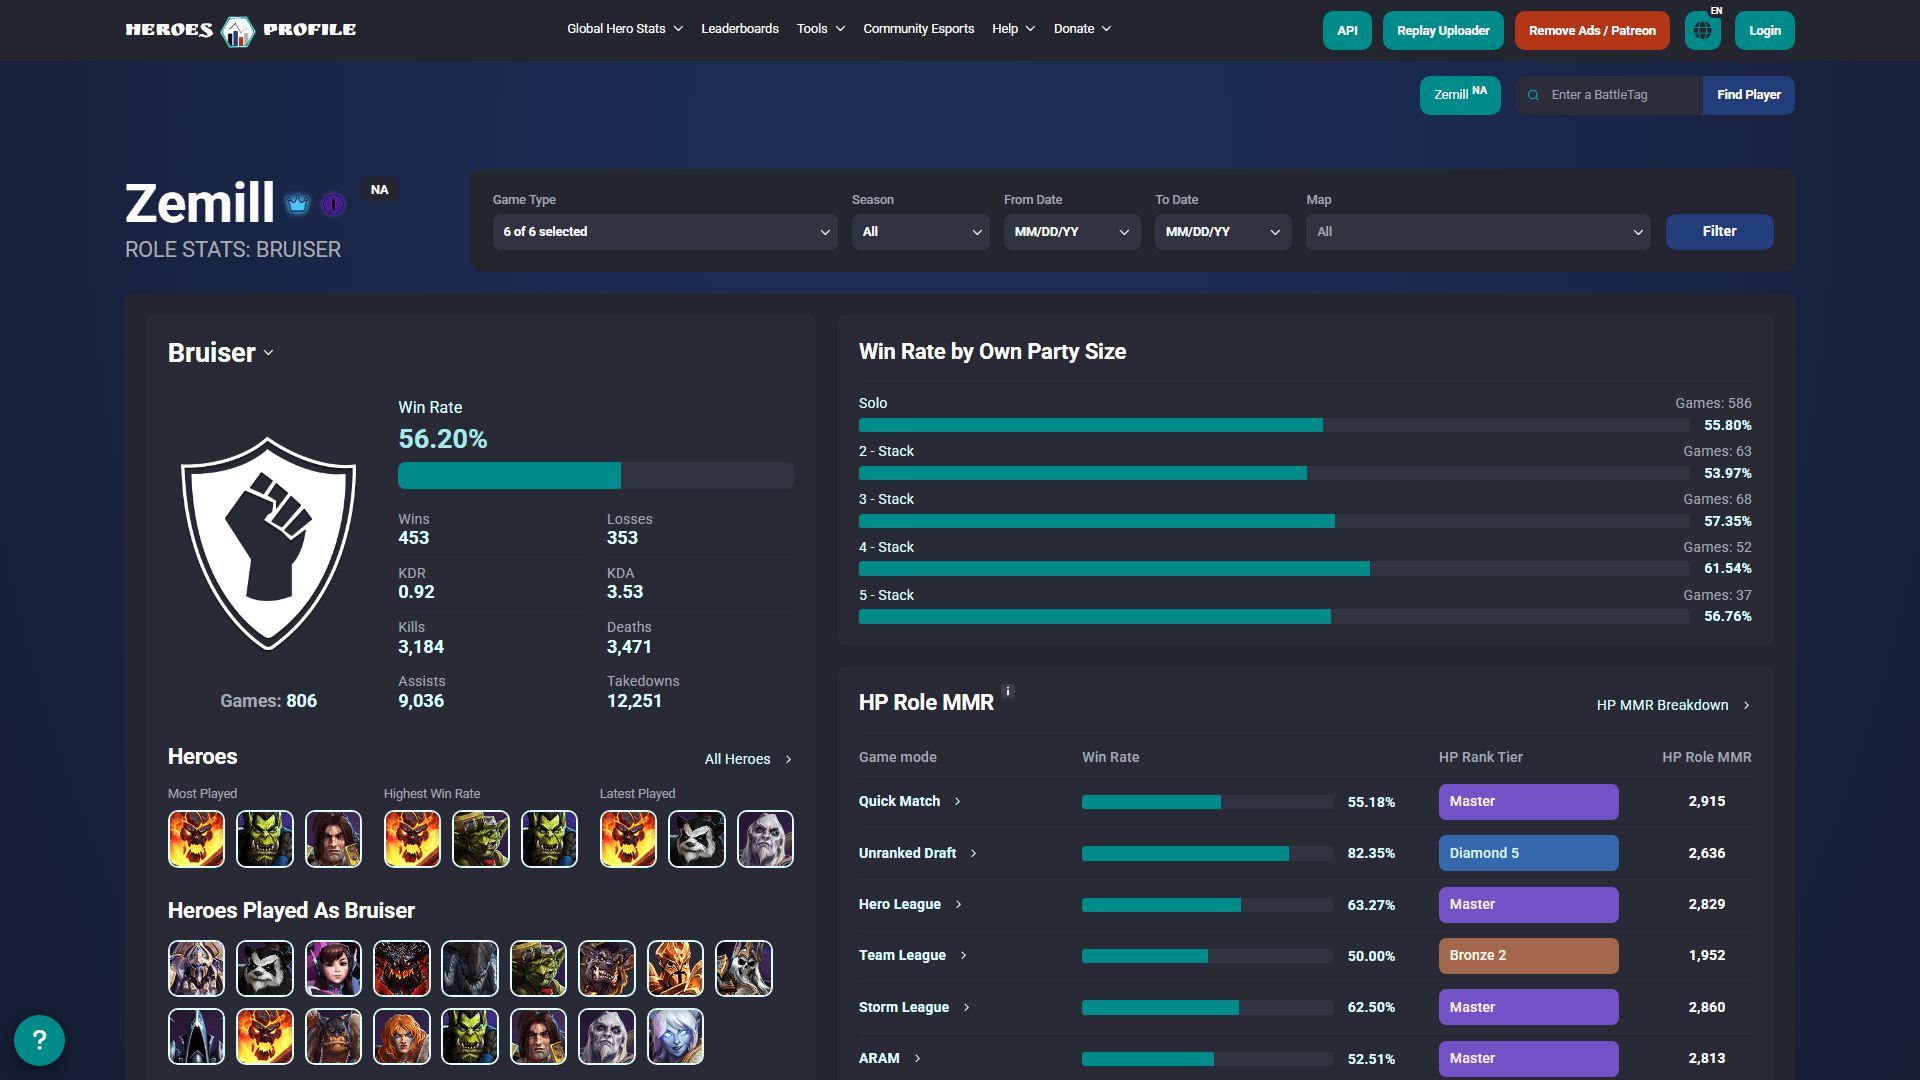 HEROES PROFILE
Global Hero Stats
Leaderboards
Tools
Community Esports
Help
Donate
API
Replay Uploader
Remove Ads / Patreon
EN
Login
Zemill NA
Enter a BattleTag
Find Player
Zemill
NA
ROLE STATS: BRUISER
Game Type
6 of 6 selected
Season
All
From Date
MM/DD/YY
To Date
MM/DD/YY
Map
All
Filter
Bruiser
Win Rate
56.20%
Wins
453
Losses
353
KDR
0.92
KDA
3.53
Kills
3,184
Deaths
3,471
Assists
9,036
Takedowns
12,251
Games: 806
Heroes
All Heroes
Most Played
Highest Win Rate
Latest Played
Heroes Played As Bruiser
Win Rate by Own Party Size
Solo
Games: 586
55.80%
2 - Stack
Games: 63
53.97%
3 - Stack
Games: 68
57.35%
4 - Stack
Games: 52
61.54%
5 - Stack
Games: 37
56.76%
HP Role MMR
i
HP MMR Breakdown
Game mode Win Rate HP Rank Tier HP Role MMR
Quick Match 55.18% Master 2,915
Unranked Draft 82.35% Diamond 5 2,636
Hero League 63.27% Master 2,829
Team League 50.00% Bronze 2 1,952
Storm League 62.50% Master 2,860
ARAM 52.51% Master 2,813
?